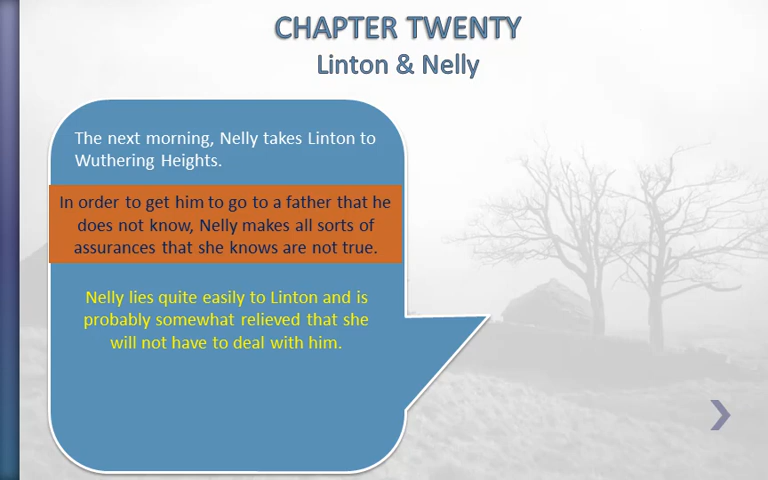 CHAPTER TWENTY
Linton & Nelly
The next morning, Nelly takes Linton to
Wuthering Heights.
In order to get him to go to a father that he
does not know, Nelly makes all sorts of
assurances that she knows are not true.
Nelly lies quite easily to Linton and is
probably somewhat relieved that she
will not have to deal with him.